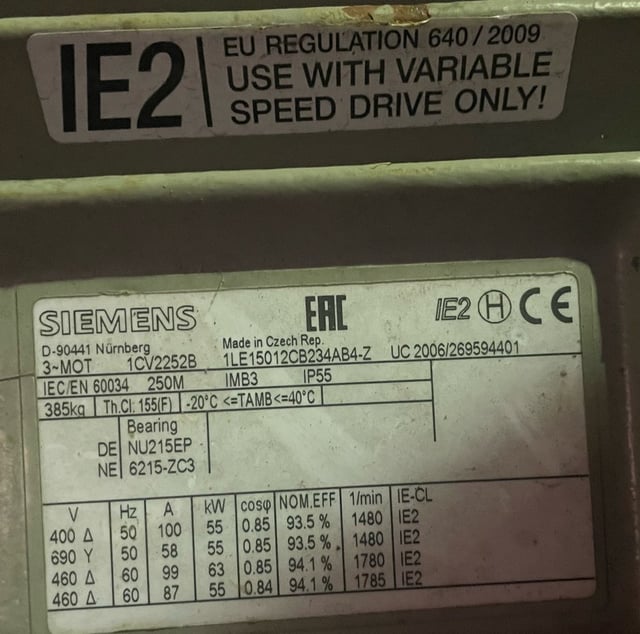 IE2
EU REGULATION 640 / 2009
USE WITH VARIABLE
SPEED DRIVE ONLY!
SIEMENS EAC IE2 H CE
D-90441 Nürnberg Made in Czech Rep.
3~MOT 1CV2252B 1LE15012CB234AB4-Z UC 2006/269594401
IEC/EN 60034 250M IMB3 IP55
385kg Th.Cl. 155(F) -20°C <=TAMB<=40°C
Bearing
DE NU215EP
NE 6215-ZC3
V Hz A kW cosφ NOM.EFF 1/min IE-CL
400 Δ 50 100 55 0.85 93.5 % 1480 IE2
690 Y 50 58 55 0.85 93.5 % 1480 IE2
460 Δ 60 99 63 0.85 94.1 % 1780 IE2
460 Δ 60 87 55 0.84 94.1 % 1785 IE2